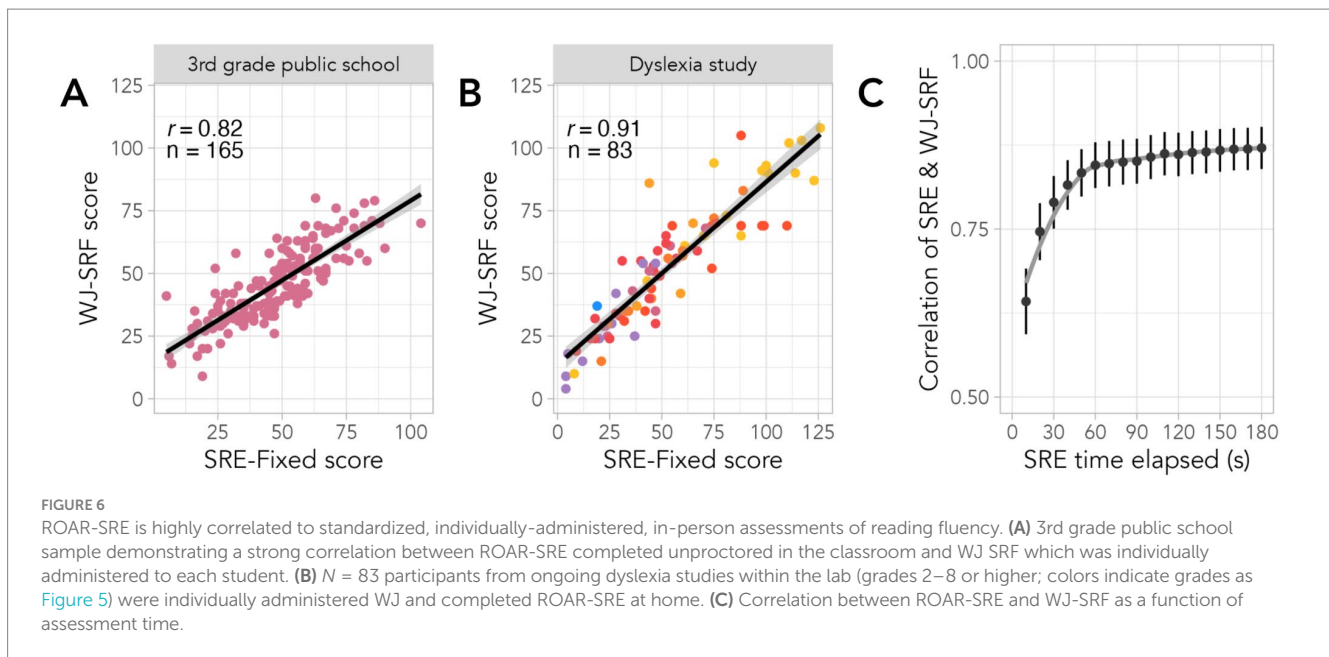 A
3rd grade public school
r = 0.82
n = 165
125
100
75
50
25
0
WJ-SRF score
25
50
75
100
SRE-Fixed score
B
Dyslexia study
r = 0.91
n = 83
125
100
75
50
25
0
WJ-SRF score
0
25
50
75
100
125
SRE-Fixed score
C
1.00
0.75
0.50
Correlation of SRE & WJ-SRF
0
30
60
90
120
150
180
SRE time elapsed (s)
FIGURE 6
ROAR-SRE is highly correlated to standardized, individually-administered, in-person assessments of reading fluency. (A) 3rd grade public school
sample demonstrating a strong correlation between ROAR-SRE completed unproctored in the classroom and WJ SRF which was individually
administered to each student. (B) N = 83 participants from ongoing dyslexia studies within the lab (grades 2–8 or higher; colors indicate grades as
Figure 5) were individually administered WJ and completed ROAR-SRE at home. (C) Correlation between ROAR-SRE and WJ-SRF as a function of
assessment time.